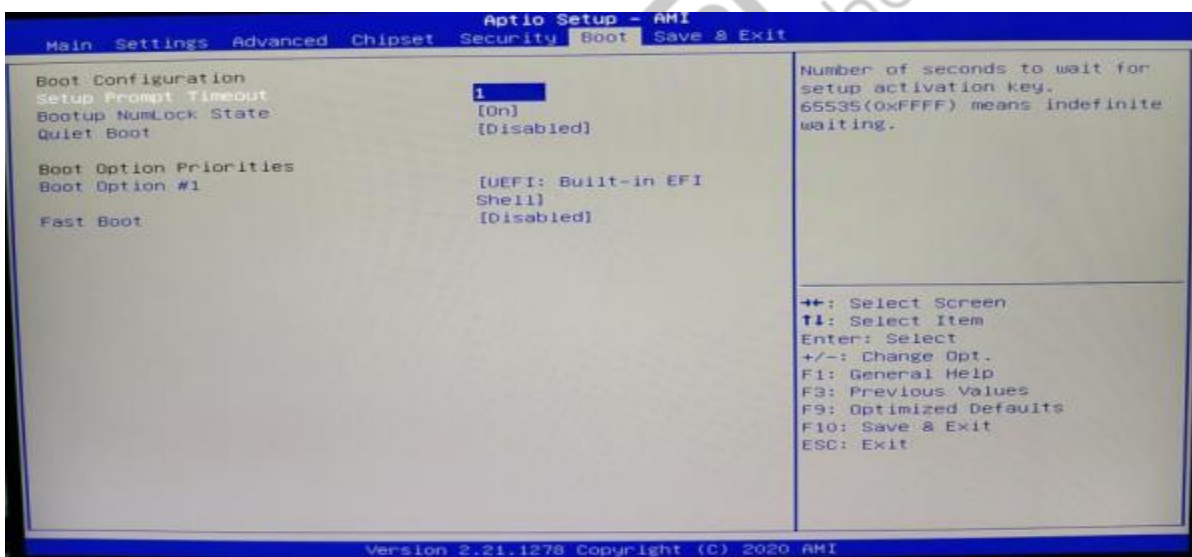 Aptio Setup - AMI
Main Settings Advanced Chipset Security Boot Save & Exit
Boot Configuration
Setup Prompt Timeout 1
Bootup NumLock State [On]
Quiet Boot [Disabled]
Boot Option Priorities
Boot Option #1 [UEFI: Built-in EFI
Shell]
Fast Boot [Disabled]
Number of seconds to wait for
setup activation key.
65535(0xFFFF) means indefinite
waiting.
→←: Select Screen
↑↓: Select Item
Enter: Select
+/-: Change Opt.
F1: General Help
F3: Previous Values
F9: Optimized Defaults
F10: Save & Exit
ESC: Exit
Version 2.21.1278 Copyright (C) 2020 AMI